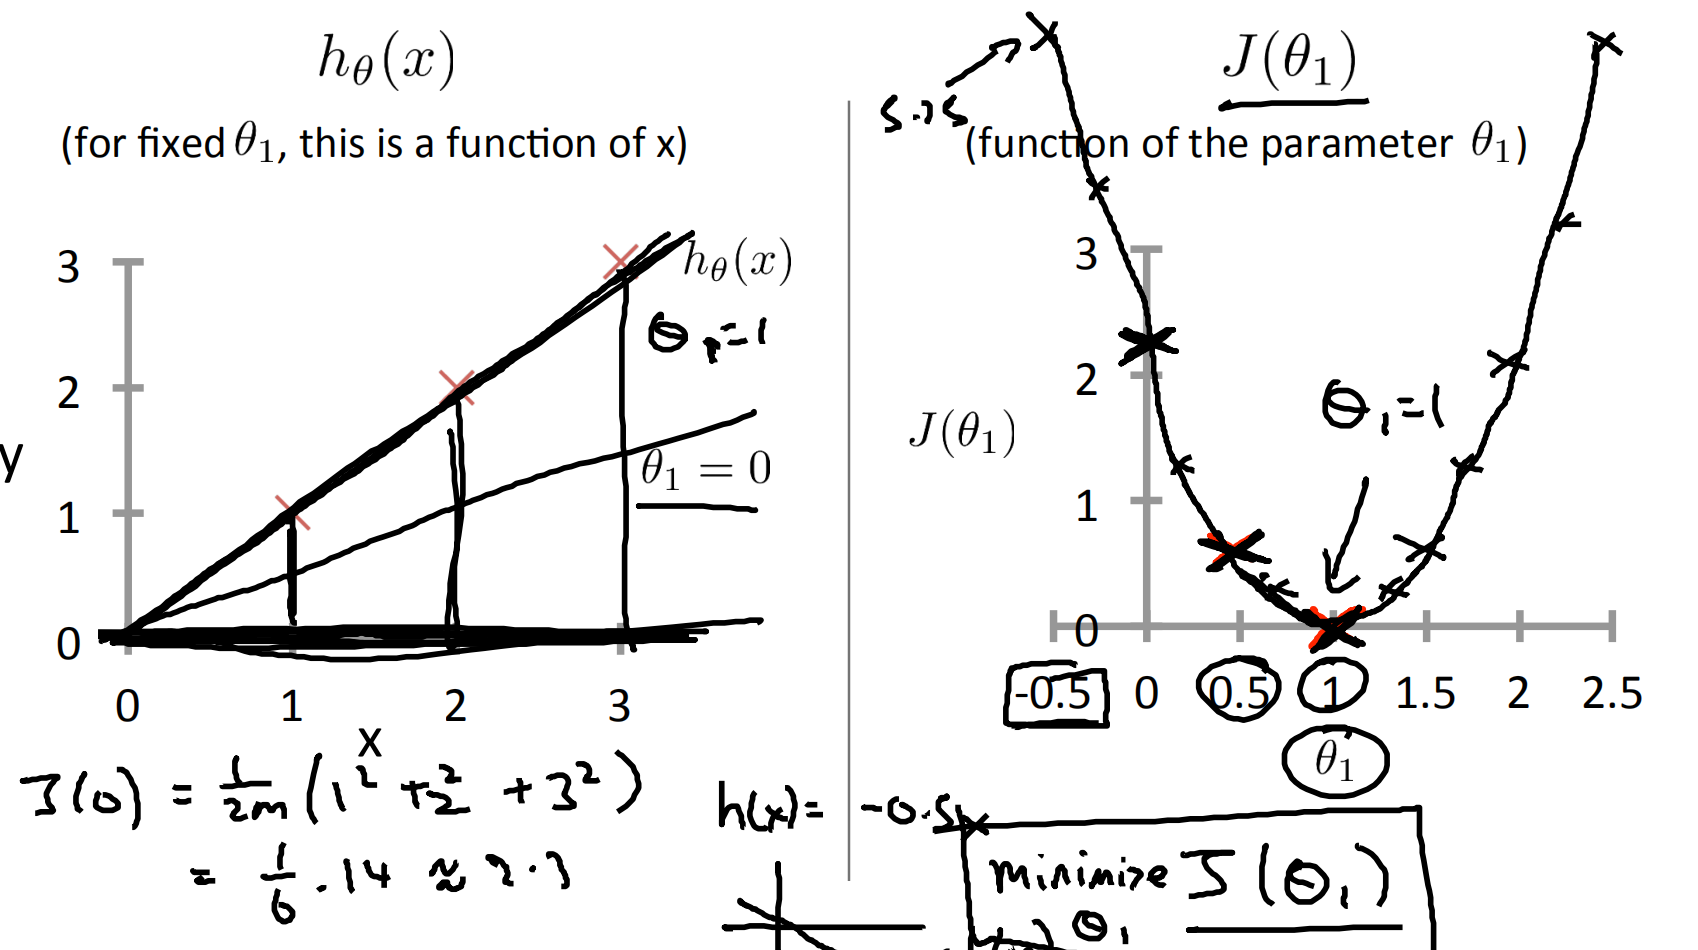 hθ(x)
(for fixed θ₁, this is a function of x)
3
2
1
0
y
0 1 2 3
x
hθ(x)
θ₁=1
θ₁ = 0
J(0) = 1/2m (1² + 2² + 3²)
= 1/6 · 14 ≈ 2.3
h(x)= -0.5
J(θ₁)
(function of the parameter θ₁)
5.25
3
2
1
0
J(θ₁)
θ₁=1
-0.5 0 0.5 1 1.5 2 2.5
θ₁
minimize J(θ₁)
θ₁